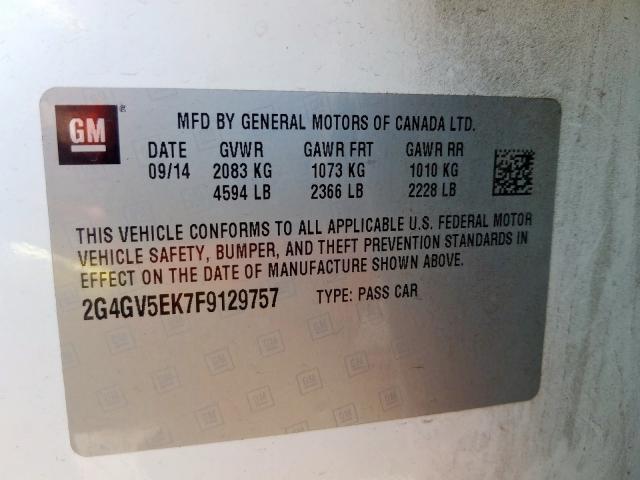 GM ®
MFD BY GENERAL MOTORS OF CANADA LTD.
DATE GVWR GAWR FRT GAWR RR
09/14 2083 KG 1073 KG 1010 KG
4594 LB 2366 LB 2228 LB
THIS VEHICLE CONFORMS TO ALL APPLICABLE U.S. FEDERAL MOTOR
VEHICLE SAFETY, BUMPER, AND THEFT PREVENTION STANDARDS IN
EFFECT ON THE DATE OF MANUFACTURE SHOWN ABOVE.
2G4GV5EK7F9129757 TYPE: PASS CAR